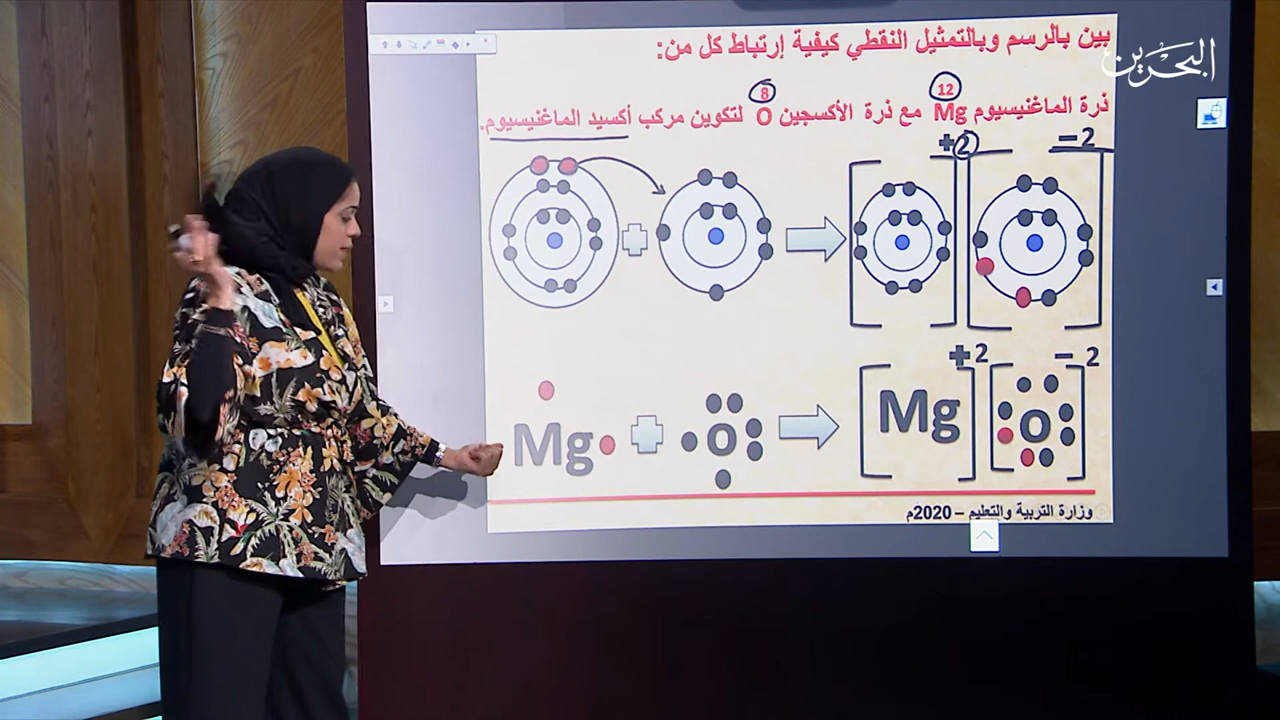 بين بالرسم وبالتمثيل النقطي كيفية إرتباط كل من:
البحرين
12 8
ذرة الماغنيسيوم Mg مع ذرة الأكسجين O لتكوين مركب أكسيد الماغنيسيوم.
+2 −2
+2 −2
Mg + O Mg O
وزارة التربية والتعليم – 2020م